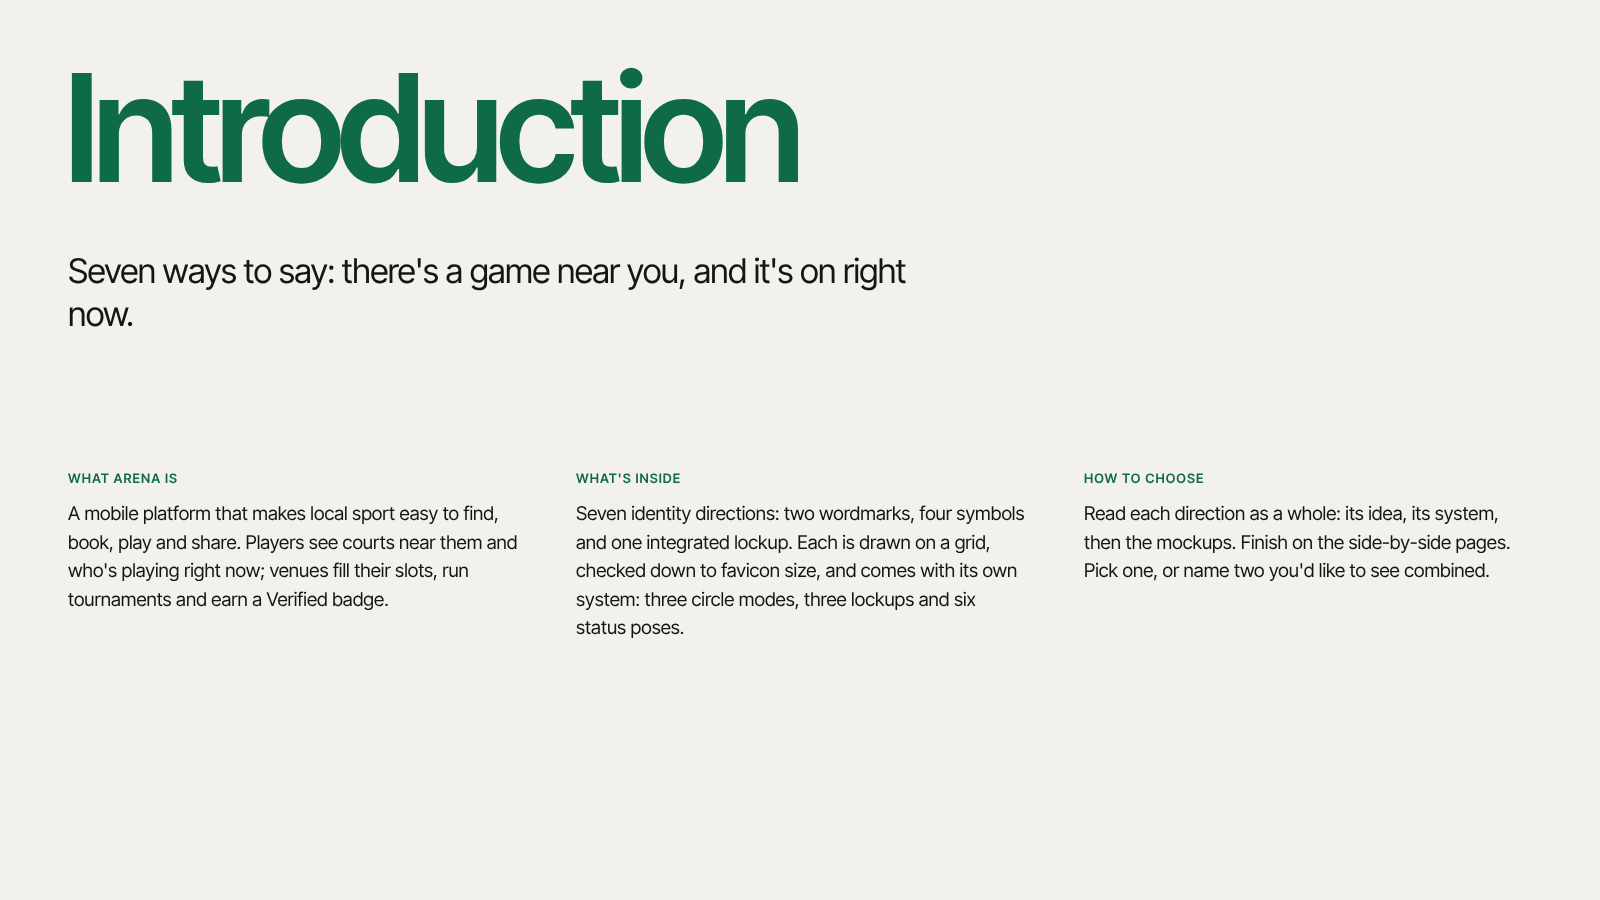 Introduction
Seven ways to say: there's a game near you, and it's on right
now.
WHAT ARENA IS
A mobile platform that makes local sport easy to find,
book, play and share. Players see courts near them and
who's playing right now; venues fill their slots, run
tournaments and earn a Verified badge.
WHAT'S INSIDE
Seven identity directions: two wordmarks, four symbols
and one integrated lockup. Each is drawn on a grid,
checked down to favicon size, and comes with its own
system: three circle modes, three lockups and six
status poses.
HOW TO CHOOSE
Read each direction as a whole: its idea, its system,
then the mockups. Finish on the side-by-side pages.
Pick one, or name two you'd like to see combined.